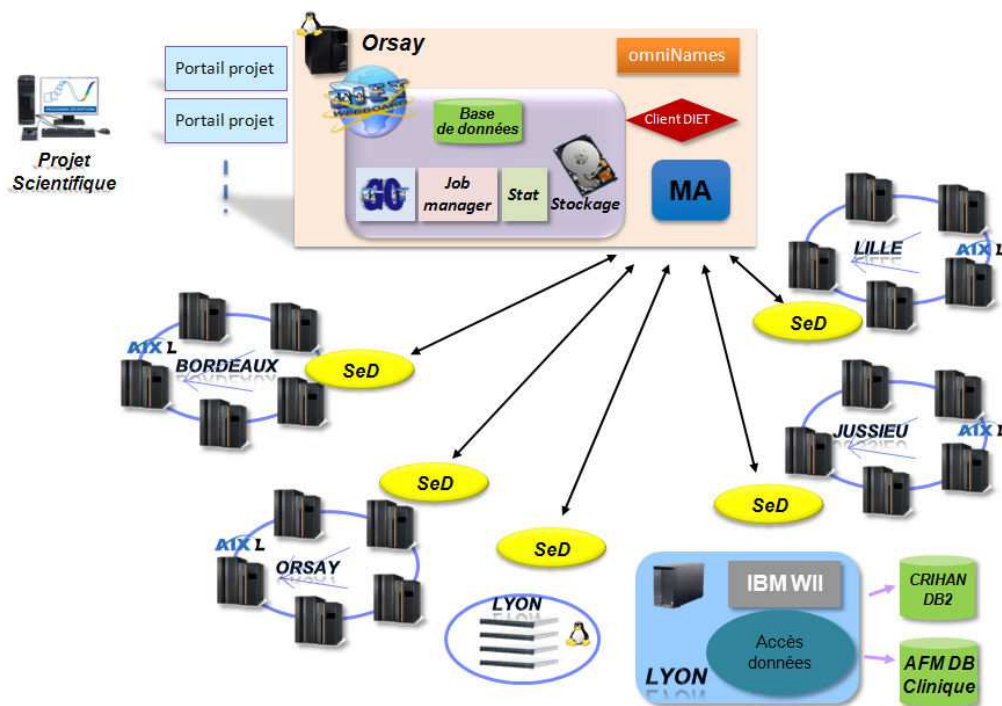 Orsay
omniNames
Portail projet
Portail projet
Projet
Scientifique
WEBBOARD
Base
de données
Client DIET
GC
Job
manager
Stat
Stockage
MA
LILLE
AIX L
SeD
AIX L
BORDEAUX
SeD
JUSSIEU
AIX L
SeD
SeD
AIX L
ORSAY
SeD
LYON
IBM WII
CRIHAN
DB2
Accès
données
LYON
AFM DB
Clinique